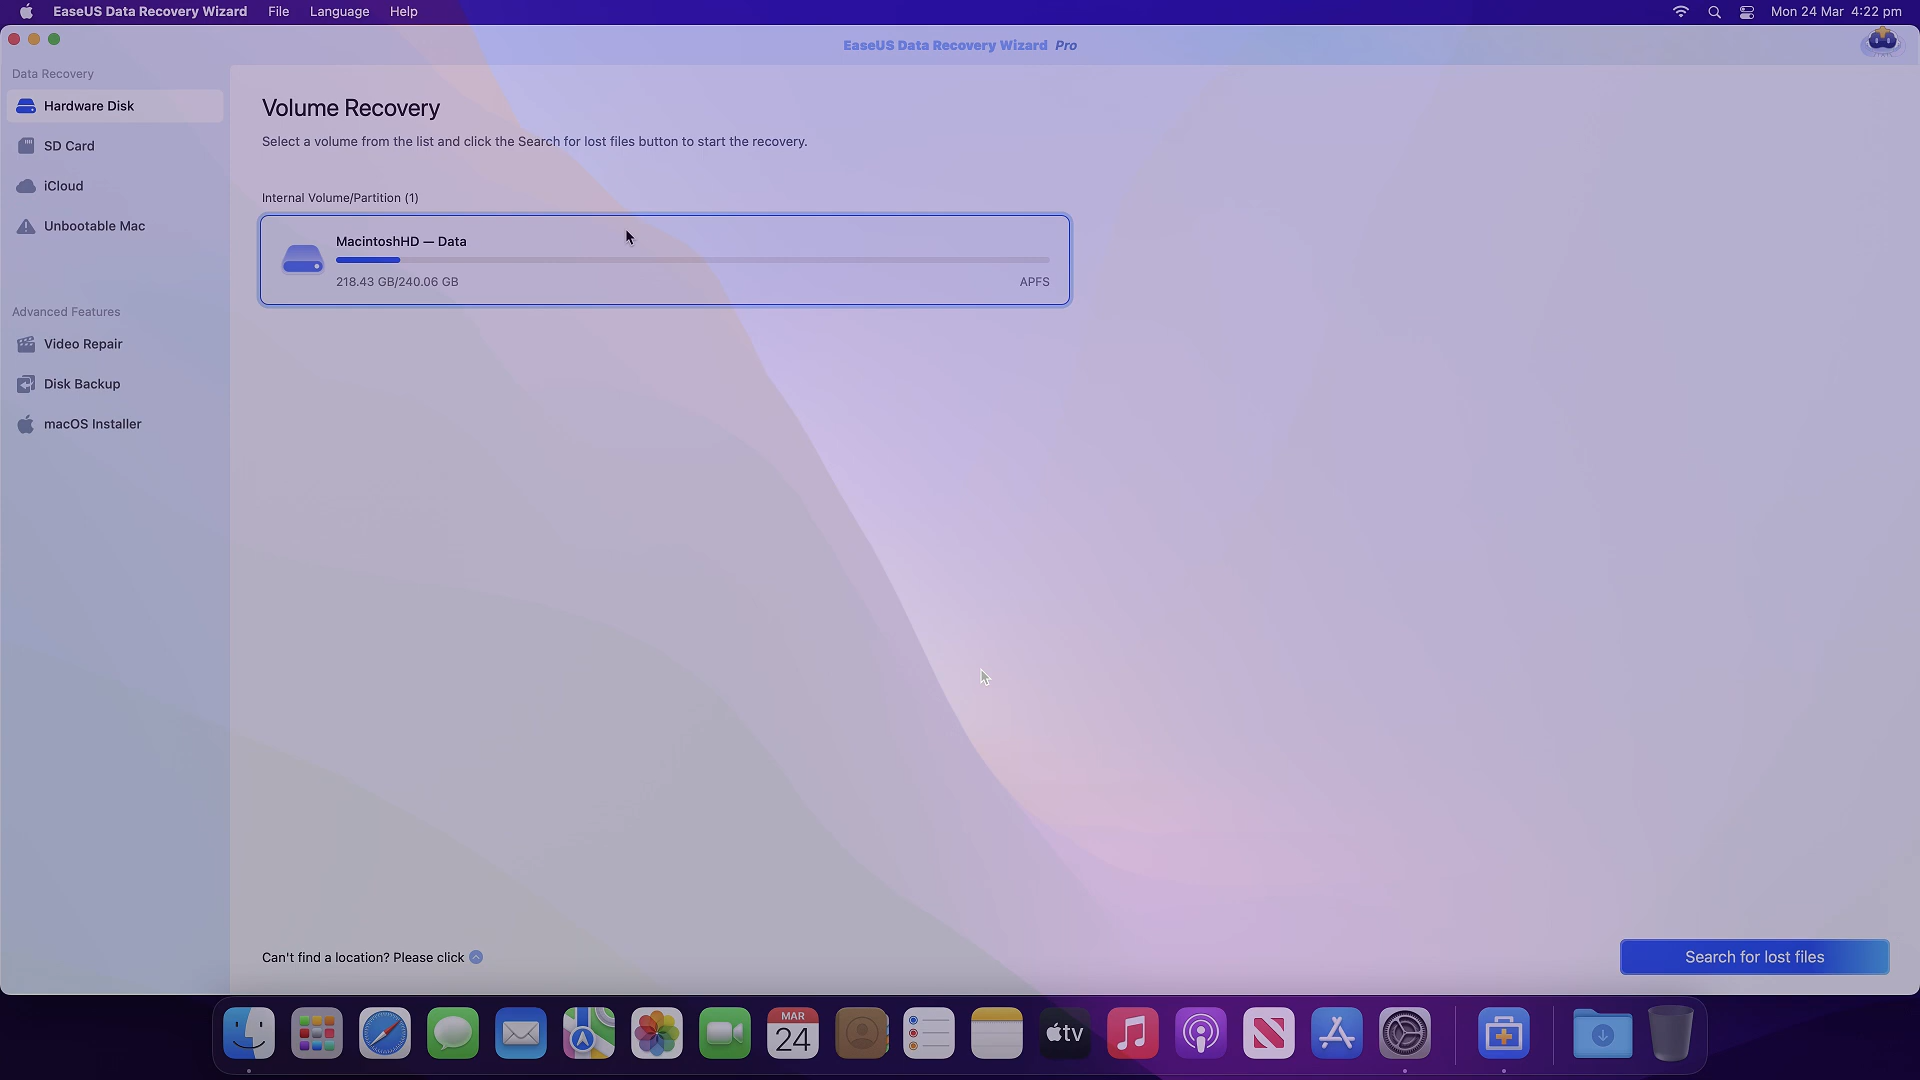 EaseUS Data Recovery Wizard File Language Help Mon 24 Mar 4:22 pm
EaseUS Data Recovery Wizard Pro
Data Recovery
Hardware Disk
SD Card
iCloud
Unbootable Mac
Advanced Features
Video Repair
Disk Backup
macOS Installer
Volume Recovery
Select a volume from the list and click the Search for lost files button to start the recovery.
Internal Volume/Partition (1)
MacintoshHD — Data
218.43 GB/240.06 GB APFS
Can't find a location? Please click
Search for lost files
MAR
24
tv